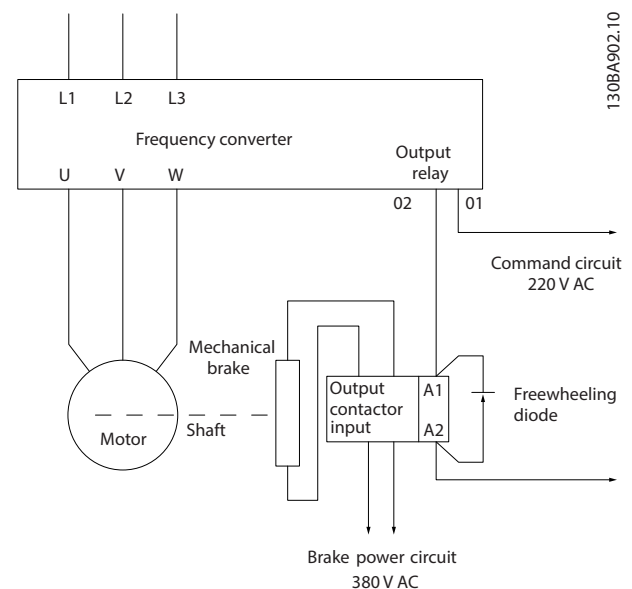 130BA902.10
L1 L2 L3
Frequency converter
Output
relay
U V W
02 01
Command circuit
220 V AC
Mechanical
brake
Output
contactor
input
A1
A2
Freewheeling
diode
Motor
Shaft
Brake power circuit
380 V AC